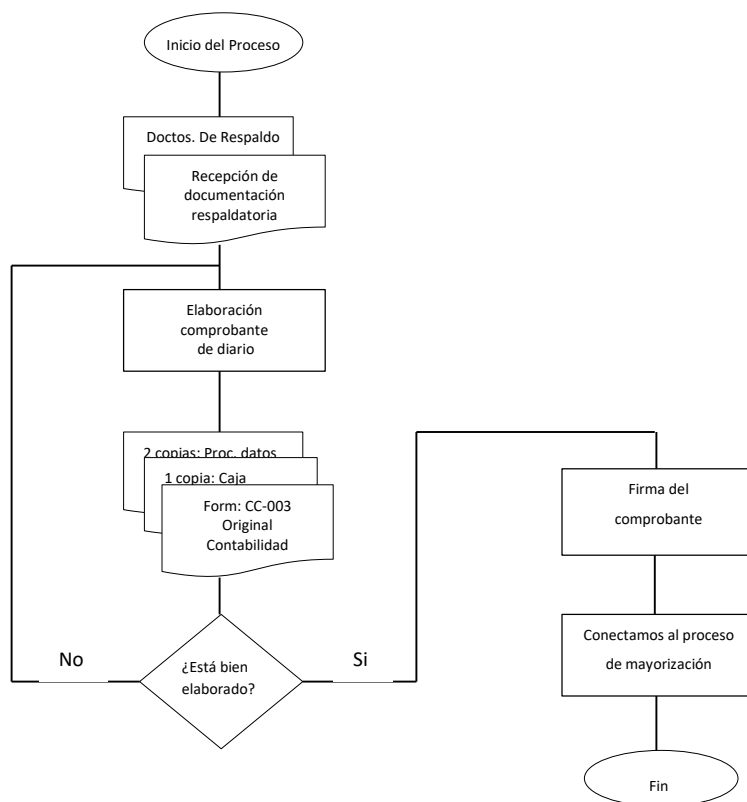 Inicio del Proceso
Doctos. De Respaldo
Recepción de
documentación
respaldatoria
Elaboración
comprobante
de diario
2 copias: Proc. datos
1 copia: Caja
Form: CC-003
Original
Contabilidad
¿Está bien
elaborado?
No
Si
Firma del
comprobante
Conectamos al proceso
de mayorización
Fin